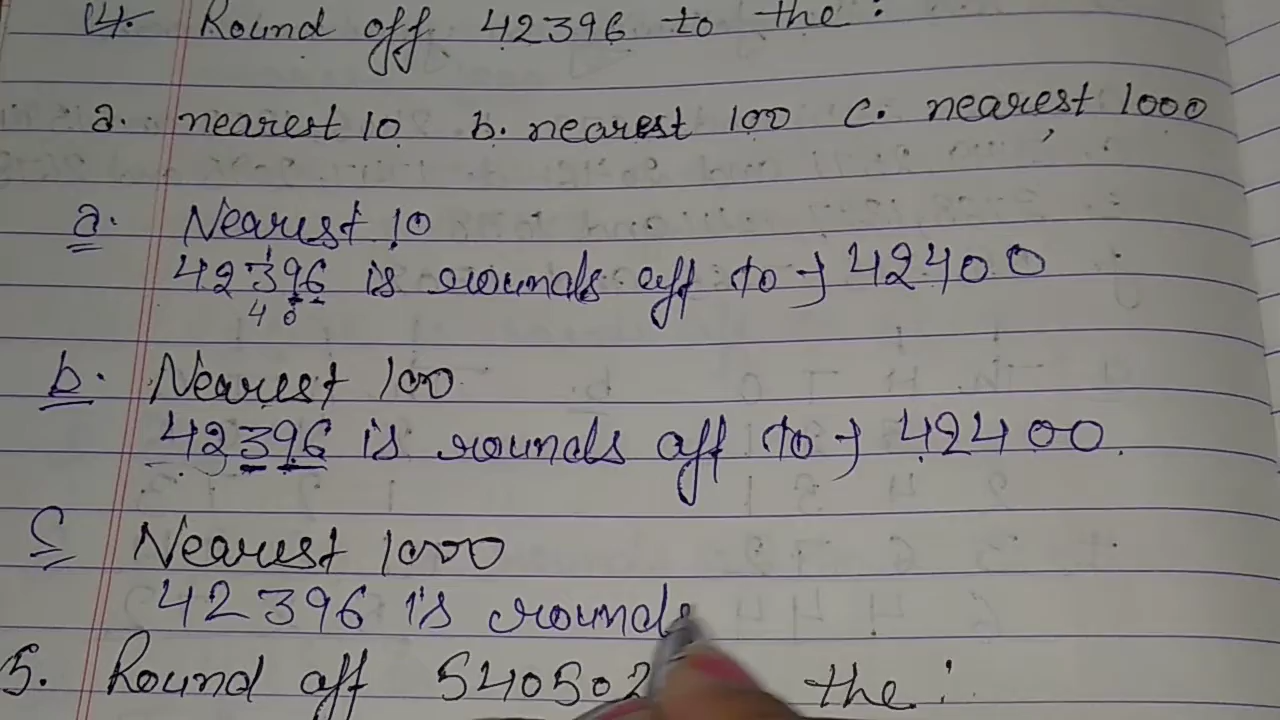 14. Round off 42396 to the :
a. nearest 10 b. nearest 100 c. nearest 1000
a. Nearest 10
42396 is rounds off to → 42400
4 0
b. Nearest 100
42396 is rounds off to → 42400
c Nearest 1000
42396 is rounds
5. Round off 540502 the :